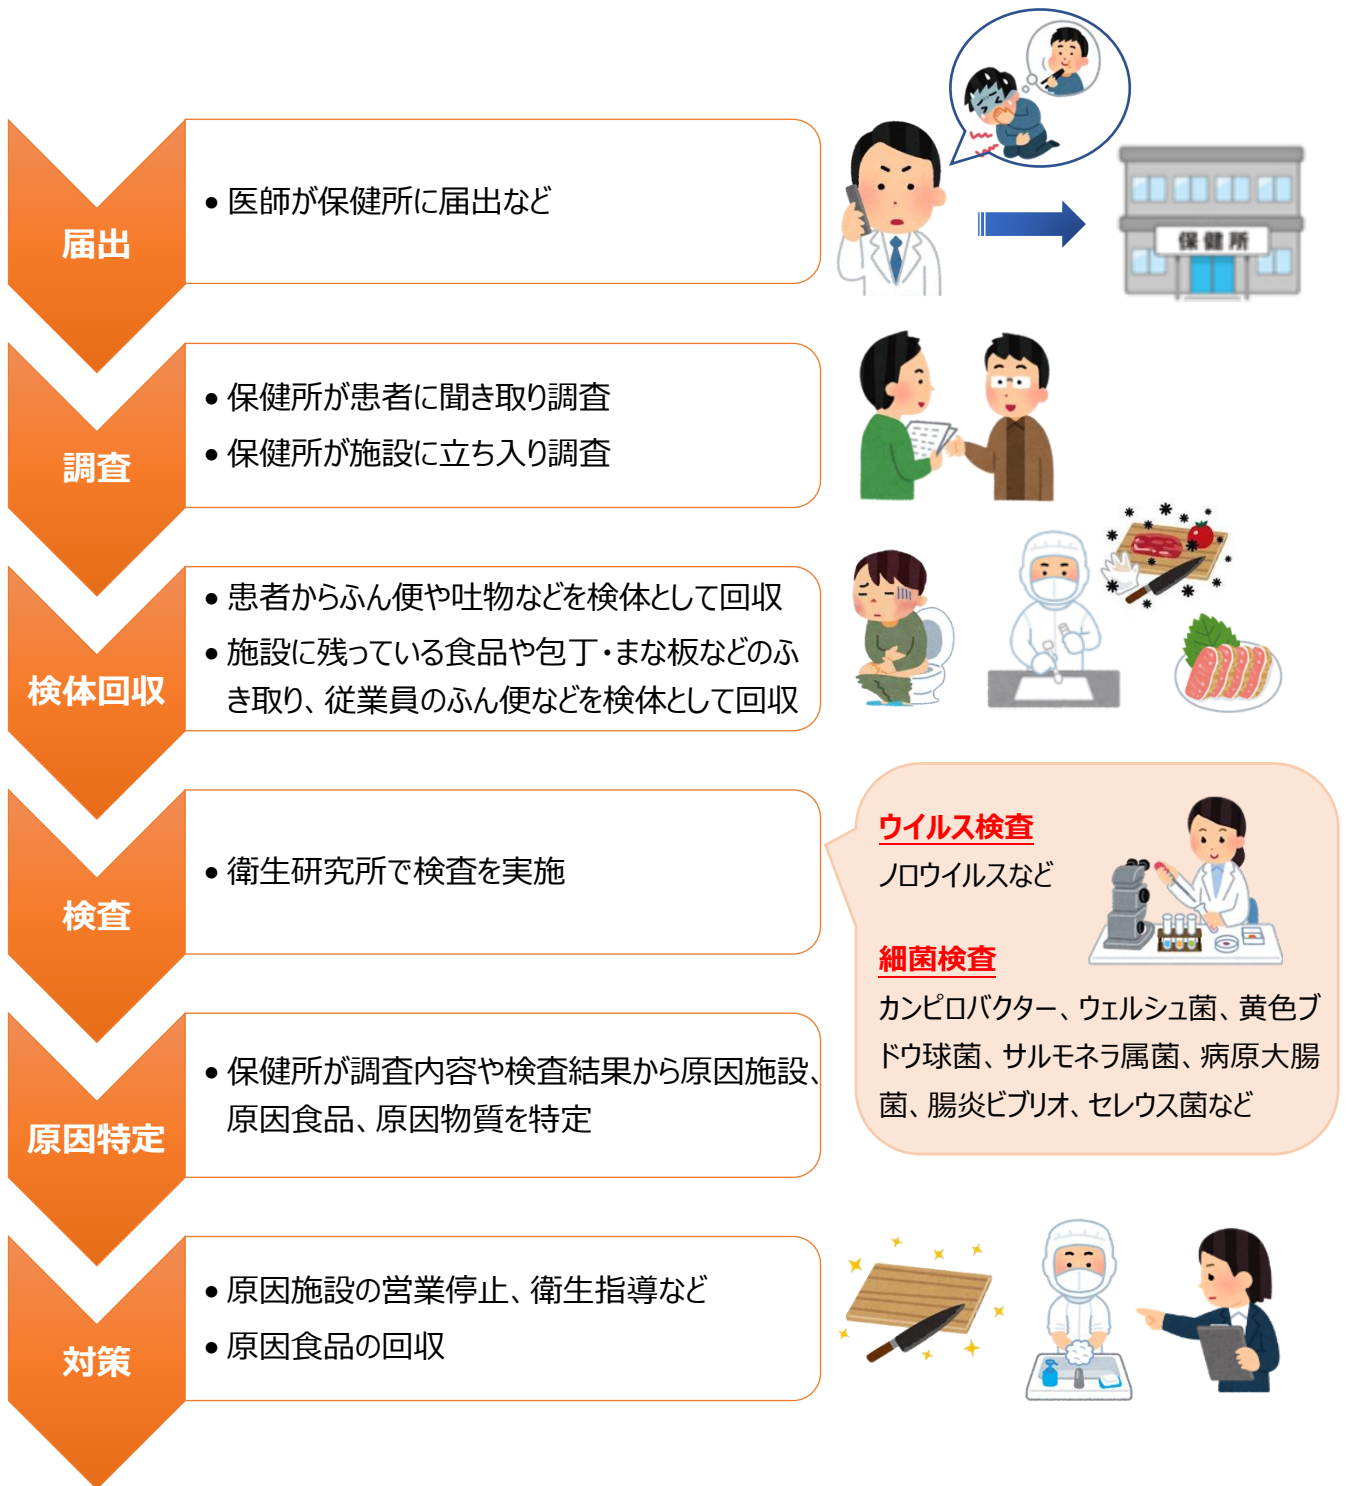 届出
• 医師が保健所に届出など
保健所
調査
• 保健所が患者に聞き取り調査
• 保健所が施設に立ち入り調査
検体回収
• 患者からふん便や吐物などを検体として回収
• 施設に残っている食品や包丁・まな板などのふ
き取り、従業員のふん便などを検体として回収
検査
• 衛生研究所で検査を実施
ウイルス検査
ノロウイルスなど
細菌検査
カンピロバクター、ウェルシュ菌、黄色ブ
ドウ球菌、サルモネラ属菌、病原大腸
菌、腸炎ビブリオ、セレウス菌など
原因特定
• 保健所が調査内容や検査結果から原因施設、
原因食品、原因物質を特定
対策
• 原因施設の営業停止、衛生指導など
• 原因食品の回収